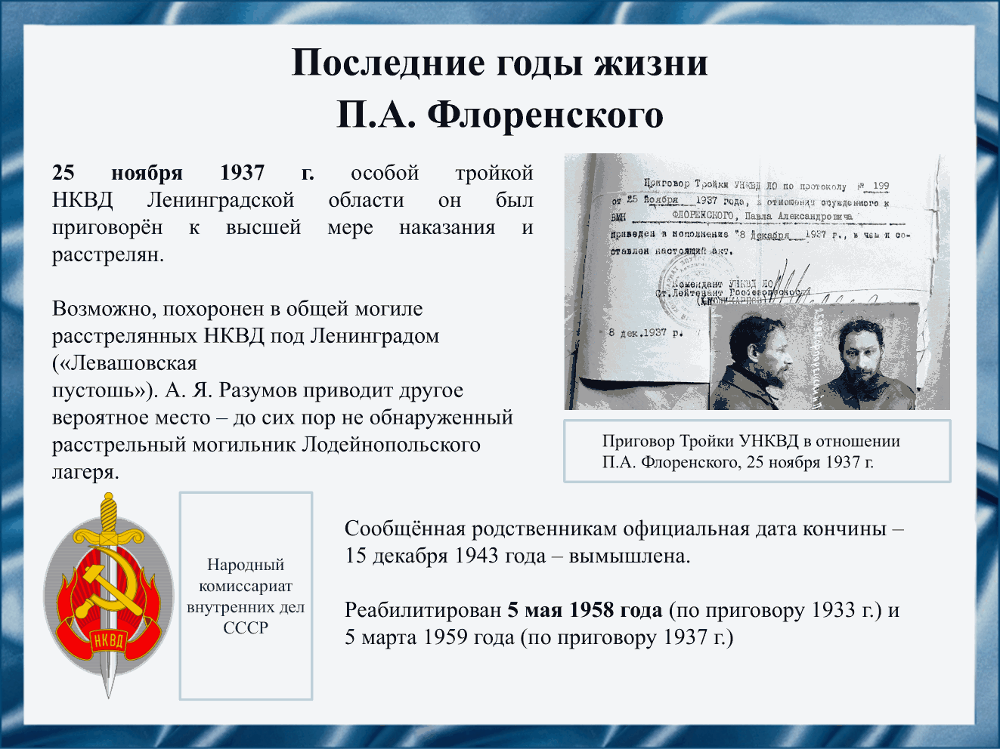 Последние годы жизни
П.А. Флоренского
25 ноября 1937 г. особой тройкой
НКВД Ленинградской области он был
приговорён к высшей мере наказания и
расстрелян.
Возможно, похоронен в общей могиле
расстрелянных НКВД под Ленинградом
(«Левашовская
пустошь»). А. Я. Разумов приводит другое
вероятное место – до сих пор не обнаруженный
расстрельный могильник Лодейнопольского
лагеря.
Приговор Тройки УНКВД ЛО по протоколу № 199
от 25 Ноября 1937 года, в отношении осужденного к
ВМН ФЛОРЕНСКОГО, Павла Александровича
приведен в исполнение "8 Декабря 1937 г., в чем и со-
ставлен настоящий акт.
Комендант УНКВД ЛО
Ст.Лейтенант Госбезопасност
8 дек.1937 р.
Приговор Тройки УНКВД в отношении
П.А. Флоренского, 25 ноября 1937 г.
НКВД
Народный
комиссариат
внутренних дел
СССР
Сообщённая родственникам официальная дата кончины –
15 декабря 1943 года – вымышлена.
Реабилитирован 5 мая 1958 года (по приговору 1933 г.) и
5 марта 1959 года (по приговору 1937 г.)